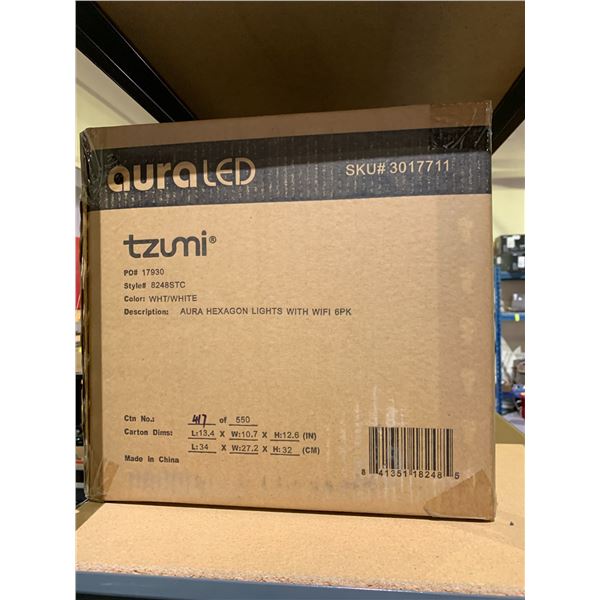 aura LED
SKU# 3017711
tzumi®
PO# 17930
Style# 8248STC
Color: WHT/WHITE
Description: AURA HEXAGON LIGHTS WITH WIFI 6PK
Ctn No.: 417 of 550
Carton Dims: L:13.4 X W:10.7 X H:12.6 (IN)
L:34 X W:27.2 X H:32 (CM)
Made in China
8 41351 18248 5